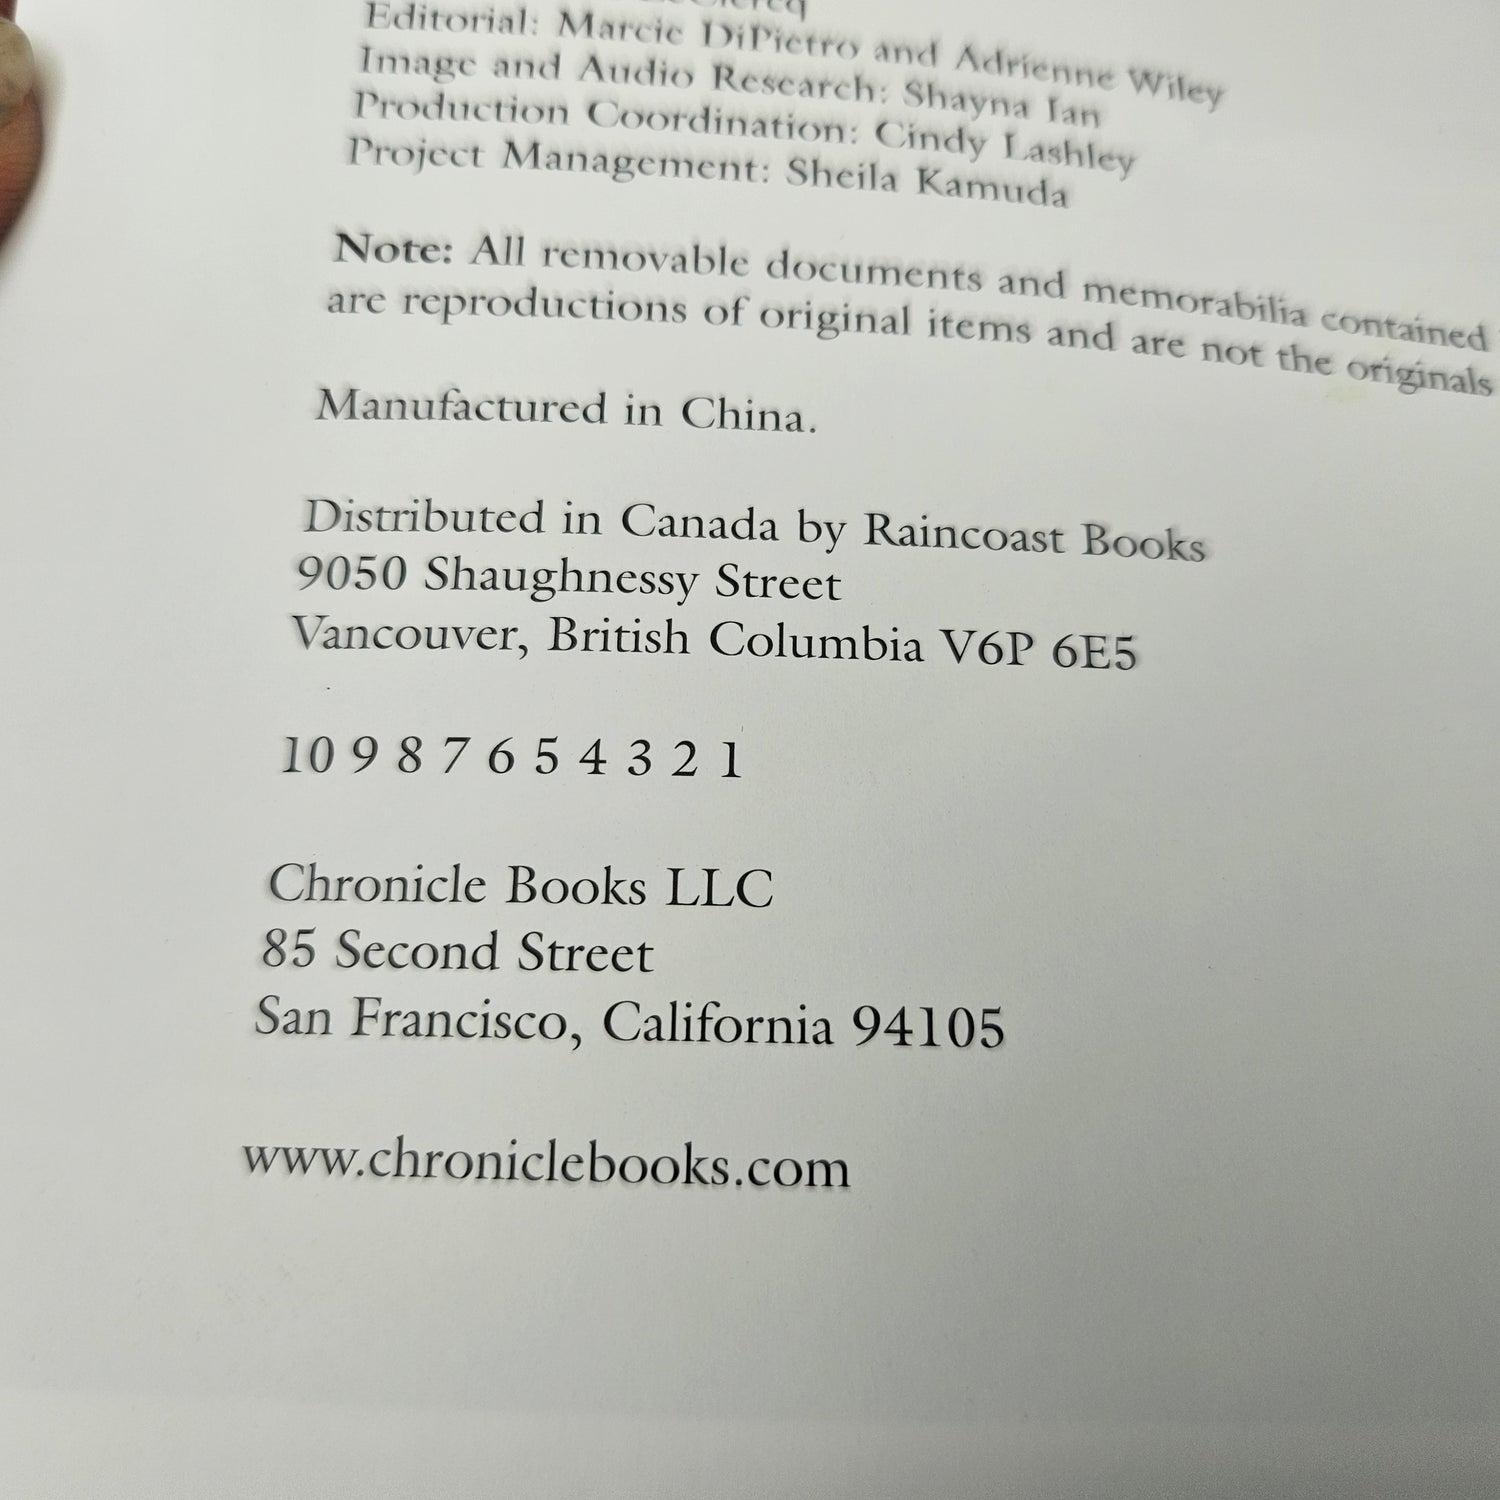 Editorial: Marcie DiPietro and Adrienne Wiley
Image and Audio Research: Shayna Ian
Production Coordination: Cindy Lashley
Project Management: Sheila Kamuda
Note: All removable documents and memorabilia contained
are reproductions of original items and are not the originals
Manufactured in China.
Distributed in Canada by Raincoast Books
9050 Shaughnessy Street
Vancouver, British Columbia V6P 6E5
10 9 8 7 6 5 4 3 2 1
Chronicle Books LLC
85 Second Street
San Francisco, California 94105
www.chroniclebooks.com